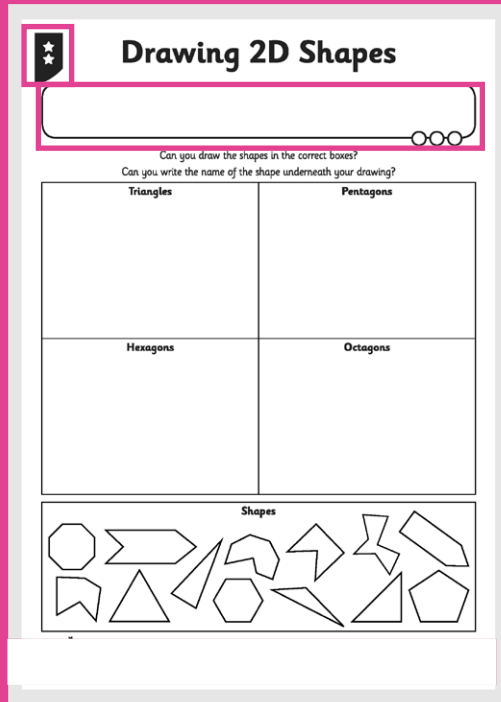 Drawing 2D Shapes
Can you draw the shapes in the correct boxes?
Can you write the name of the shape underneath your drawing?
Triangles
Pentagons
Hexagons
Octagons
Shapes